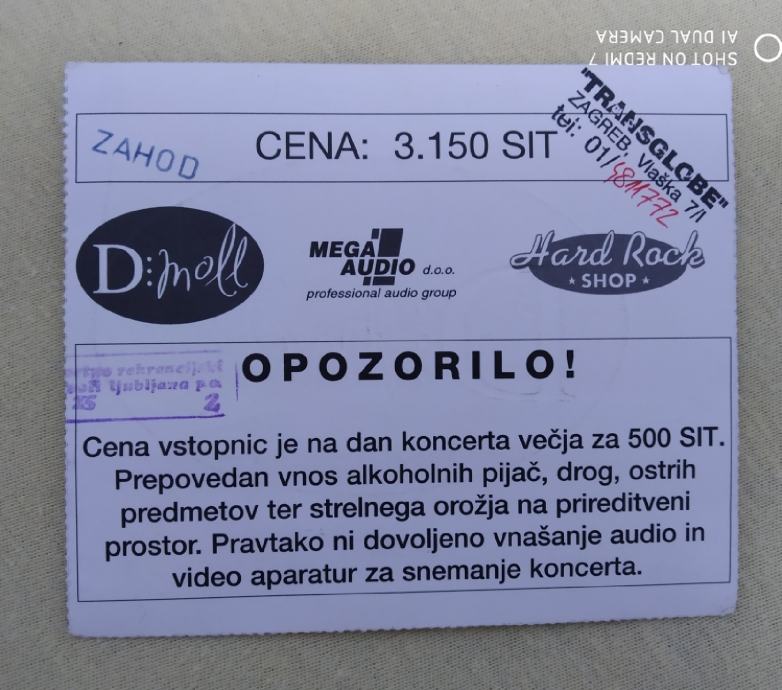 SHOT ON REDMI 7
AI DUAL CAMERA
ZAHOD
CENA: 3.150 SIT
"TRANSGLOBE"
ZAGREB, Vlaška 7/I
tel: 01/4811772
D:moll
MEGA
AUDIO d.o.o.
professional audio group
Hard Rock
SHOP
rekreacijski
Ljubljana p.o.
2
OPOZORILO!
Cena vstopnic je na dan koncerta večja za 500 SIT.
Prepovedan vnos alkoholnih pijač, drog, ostrih
predmetov ter strelnega orožja na prireditveni
prostor. Pravtako ni dovoljeno vnašanje audio in
video aparatur za snemanje koncerta.